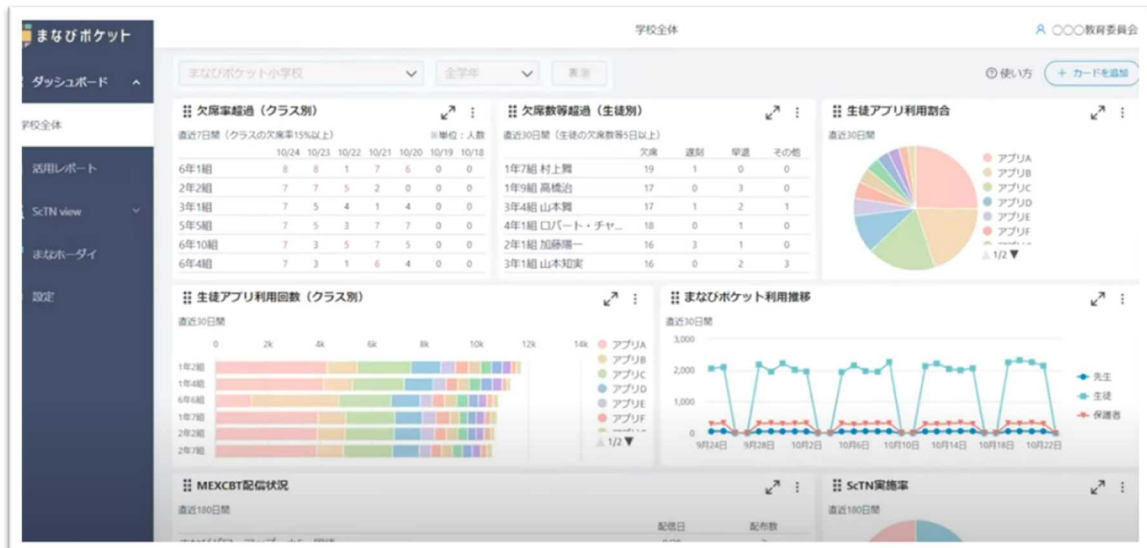 まなびポケット
学校全体
○○○教育委員会
ダッシュボード
まなびポケット小学校
全学年
表示
使い方
+ カードを追加
学校全体
活用レポート
ScTN view
まなホーダイ
設定
欠席率超過（クラス別）
直近7日間（クラスの欠席率15%以上）
※単位：人数
10/24 10/23 10/22 10/21 10/20 10/19 10/18
6年1組 8 8 1 7 6 0 0
2年2組 7 7 5 2 0 0 0
3年1組 7 5 4 1 4 0 0
5年5組 7 5 3 7 7 0 0
6年10組 7 3 5 7 5 0 0
6年4組 7 3 1 6 4 0 0
欠席数等超過（生徒別）
直近30日間（生徒の欠席数等5日以上）
欠席 遅刻 早退 その他
1年7組 村上舞 19 1 0 0
1年9組 高橋治 17 0 3 0
3年4組 山本舞 17 1 2 1
4年1組 ロバート・チャ... 18 0 1 0
2年1組 加藤陽一 16 3 1 0
3年1組 山本知実 16 0 2 3
生徒アプリ利用割合
直近30日間
アプリA
アプリB
アプリC
アプリD
アプリE
アプリF
1/2
生徒アプリ利用回数（クラス別）
直近30日間
0 2k 4k 6k 8k 10k 12k 14k
1年2組
1年4組
6年6組
1年7組
2年2組
2年7組
アプリA
アプリB
アプリC
アプリD
アプリE
アプリF
1/2
まなびポケット利用推移
直近30日間
3,000
2,000
1,000
0
9月24日 9月28日 10月2日 10月6日 10月10日 10月14日 10月18日 10月22日
先生
生徒
保護者
MEXCBT配信状況
直近180日間
配信日 配布数
ScTN実施率
直近180日間